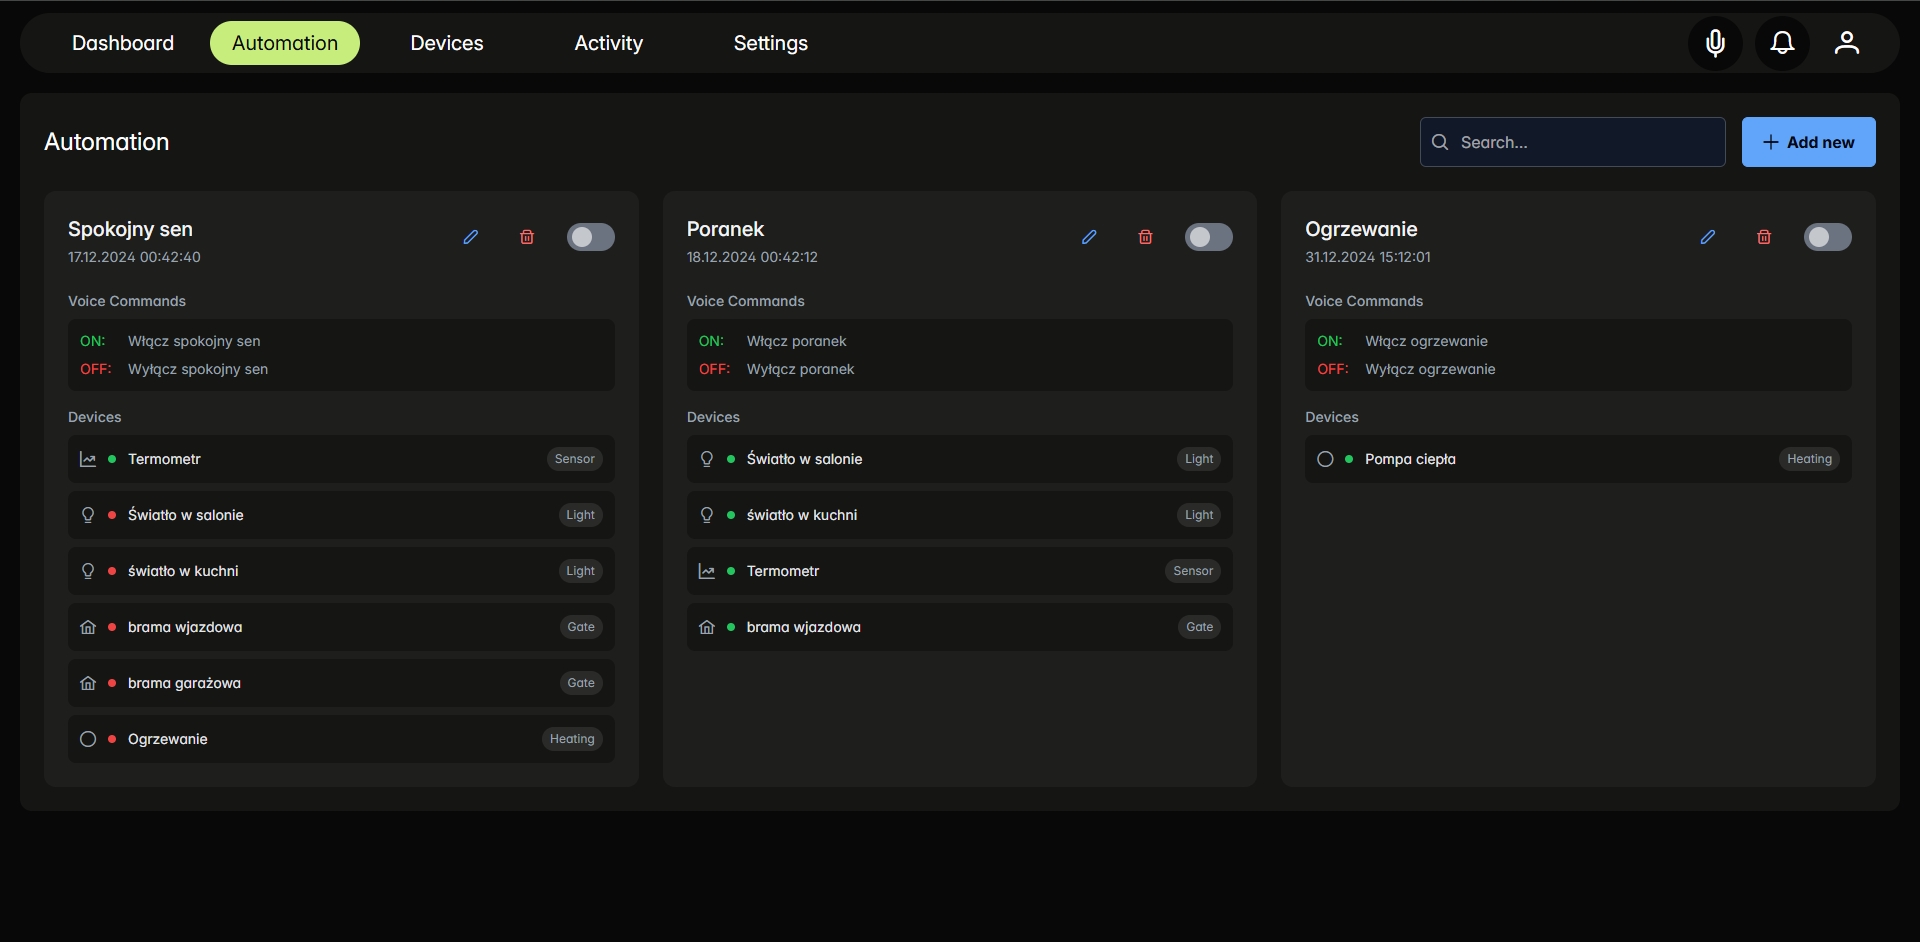 Dashboard Automation Devices Activity Settings
Automation
Search...
Add new
Spokojny sen
17.12.2024 00:42:40
Voice Commands
ON: Włącz spokojny sen
OFF: Wyłącz spokojny sen
Devices
Termometr Sensor
Światło w salonie Light
światło w kuchni Light
brama wjazdowa Gate
brama garażowa Gate
Ogrzewanie Heating
Poranek
18.12.2024 00:42:12
Voice Commands
ON: Włącz poranek
OFF: Wyłącz poranek
Devices
Światło w salonie Light
światło w kuchni Light
Termometr Sensor
brama wjazdowa Gate
Ogrzewanie
31.12.2024 15:12:01
Voice Commands
ON: Włącz ogrzewanie
OFF: Wyłącz ogrzewanie
Devices
Pompa ciepła Heating